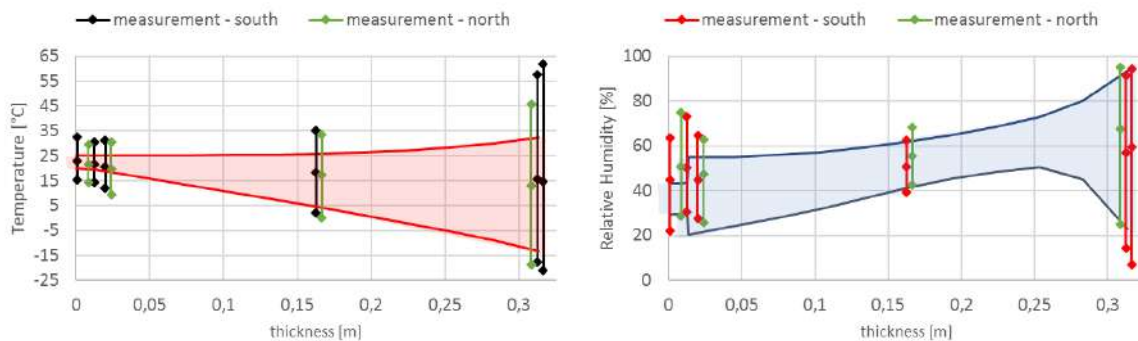 measurement - south measurement - north
65
55
45
35
25
15
5
-5
-15
-25
Temperature [°C]
0 0,05 0,1 0,15 0,2 0,25 0,3
thickness [m]
measurement - south measurement - north
100
80
60
40
20
0
Relative Humidity [%]
0 0,05 0,1 0,15 0,2 0,25 0,3
thickness [m]